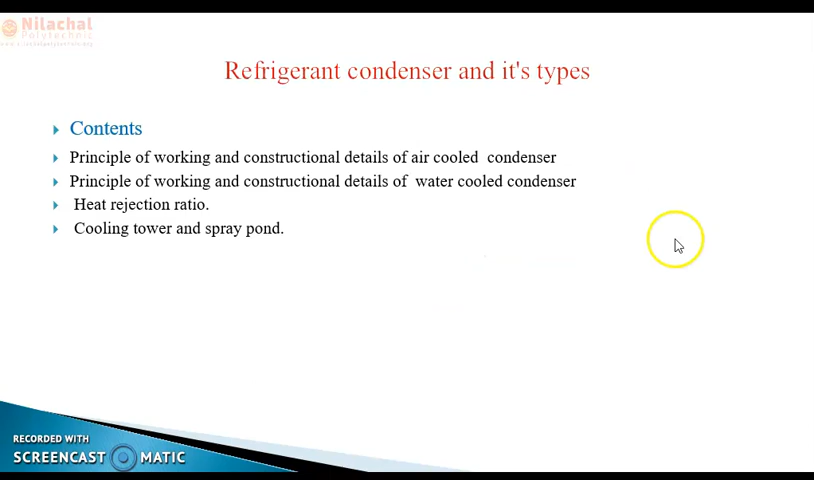 Nilachal
Polytechnic
Refrigerant condenser and it's types
Contents
Principle of working and constructional details of air cooled condenser
Principle of working and constructional details of water cooled condenser
Heat rejection ratio.
Cooling tower and spray pond.
RECORDED WITH
SCREENCAST MATIC